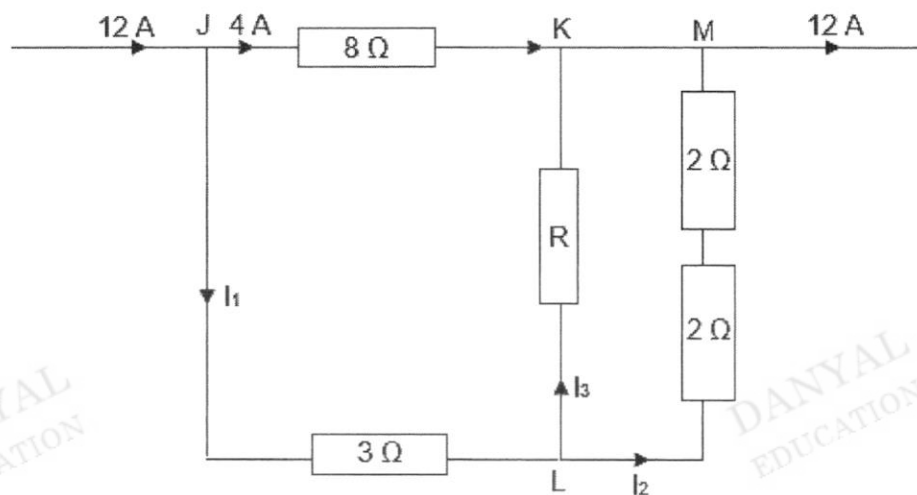 12 A J 4 A K M 12 A
8 Ω
2 Ω
R
I₁
2 Ω
I₃
3 Ω
L I₂
DANYAL
EDUCATION